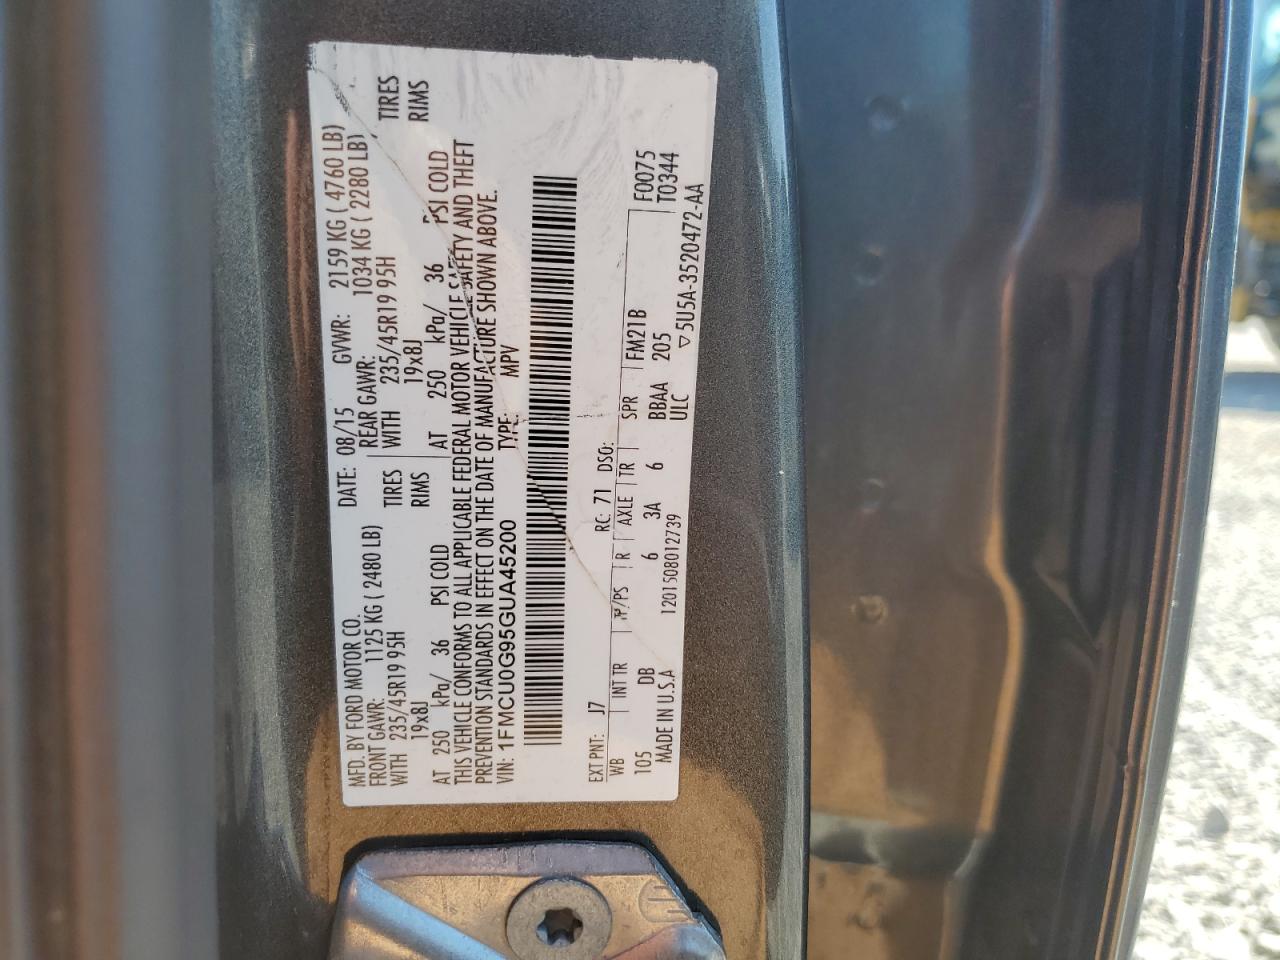 MFD. BY FORD MOTOR CO.
DATE: 08/15 GVWR: 2159 KG ( 4760 LB)
FRONT GAWR: 1125 KG ( 2480 LB) REAR GAWR: 1034 KG ( 2280 LB)
WITH 235/45R19 95H TIRES WITH 235/45R19 95H TIRES
19x8J RIMS 19x8J RIMS
AT 250 kPa/ 36 PSI COLD AT 250 kPa/ 36 PSI COLD
THIS VEHICLE CONFORMS TO ALL APPLICABLE FEDERAL MOTOR VEHICLE SAFETY AND THEFT
PREVENTION STANDARDS IN EFFECT ON THE DATE OF MANUFACTURE SHOWN ABOVE.
VIN: 1FMCU0G95GUA45200 TYPE: MPV
EXT PNT: J7 RC: 71 DSO: F0075
WB INT TR TP/PS R AXLE TR SPR FM21B T0344
105 DB 6 3A 6 BBAA 205
MADE IN U.S.A 1201508012739 ULC ▽5U5A-3520472-AA